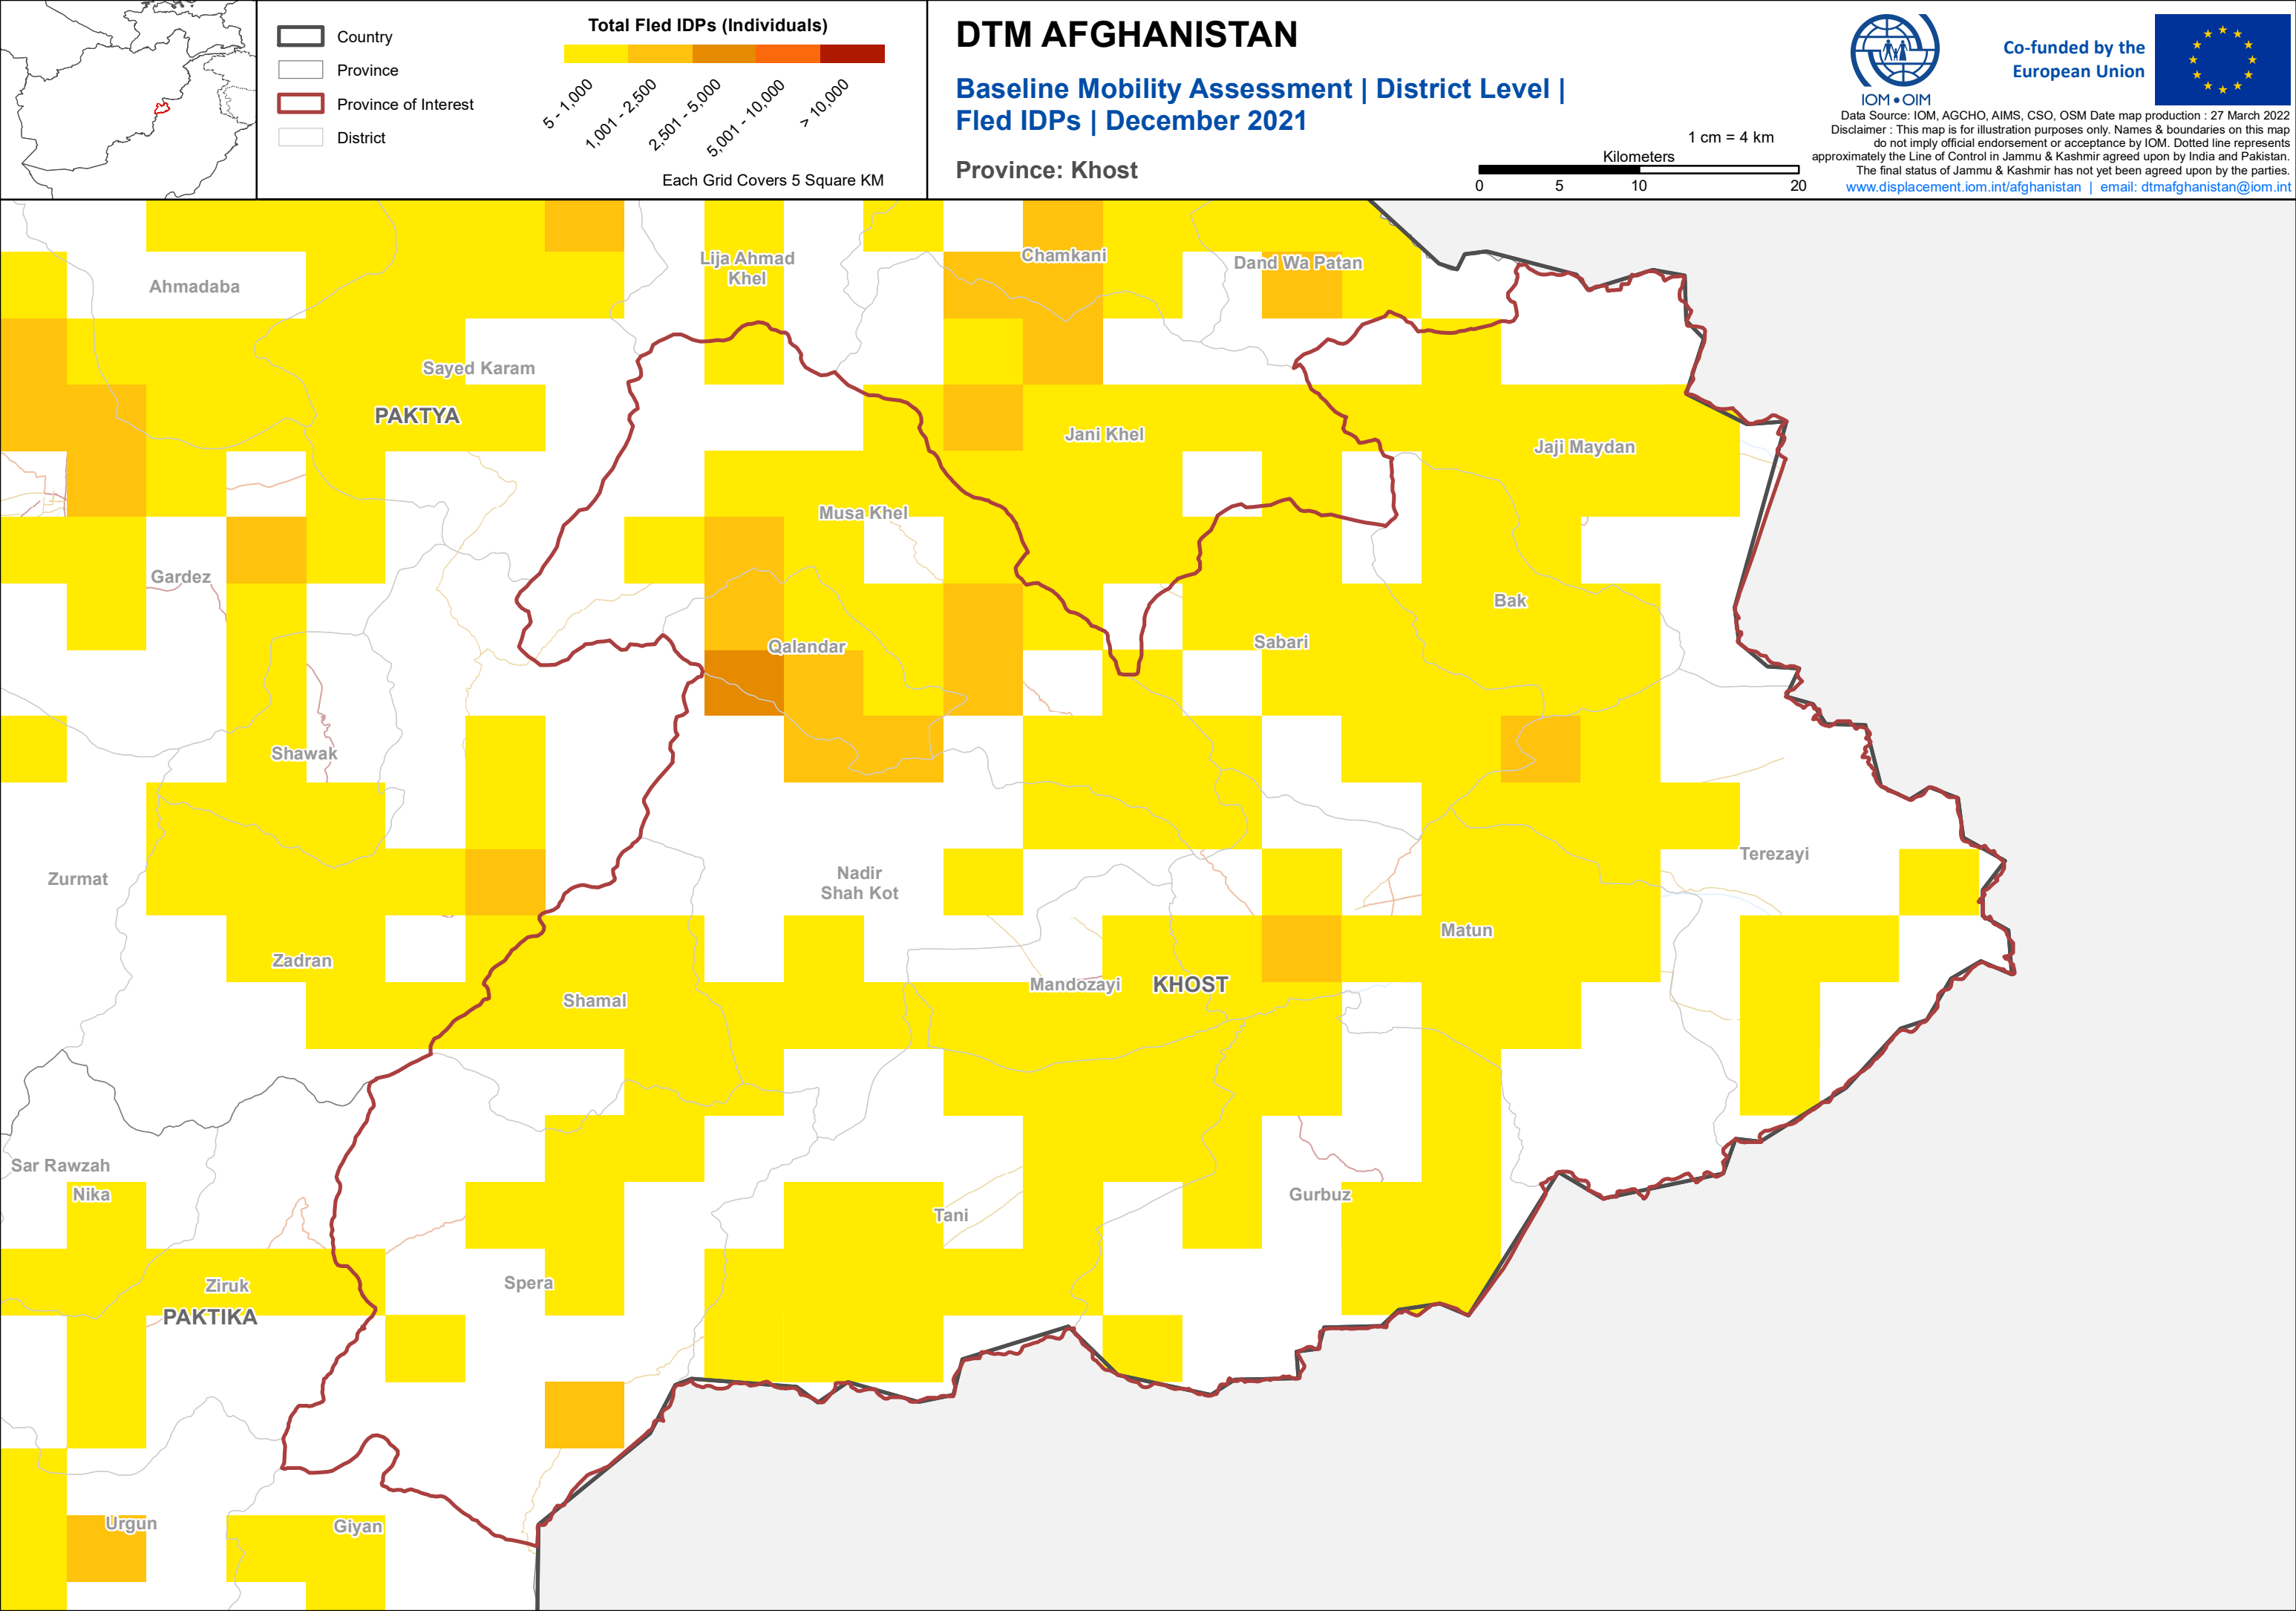 Country
Province
Province of Interest
District
Total Fled IDPs (Individuals)
5 - 1,000
1,001 - 2,500
2,501 - 5,000
5,001 - 10,000
> 10,000
Each Grid Covers 5 Square KM
DTM AFGHANISTAN
Baseline Mobility Assessment | District Level |
Fled IDPs | December 2021
Province: Khost
1 cm = 4 km
Kilometers
0 5 10 20
IOM • OIM
Co-funded by the
European Union
Data Source: IOM, AGCHO, AIMS, CSO, OSM Date map production : 27 March 2022
Disclaimer : This map is for illustration purposes only. Names & boundaries on this map
do not imply official endorsement or acceptance by IOM. Dotted line represents
approximately the Line of Control in Jammu & Kashmir agreed upon by India and Pakistan.
The final status of Jammu & Kashmir has not yet been agreed upon by the parties.
www.displacement.iom.int/afghanistan | email: dtmafghanistan@iom.int
Lija Ahmad
Khel
Chamkani
Dand Wa Patan
Ahmadaba
Sayed Karam
PAKTYA
Jani Khel
Jaji Maydan
Musa Khel
Gardez
Bak
Qalandar
Sabari
Shawak
Zurmat
Nadir
Shah Kot
Terezayi
Matun
Zadran
Mandozayi
KHOST
Shamal
Sar Rawzah
Nika
Gurbuz
Tani
Ziruk
Spera
PAKTIKA
Urgun
Giyan